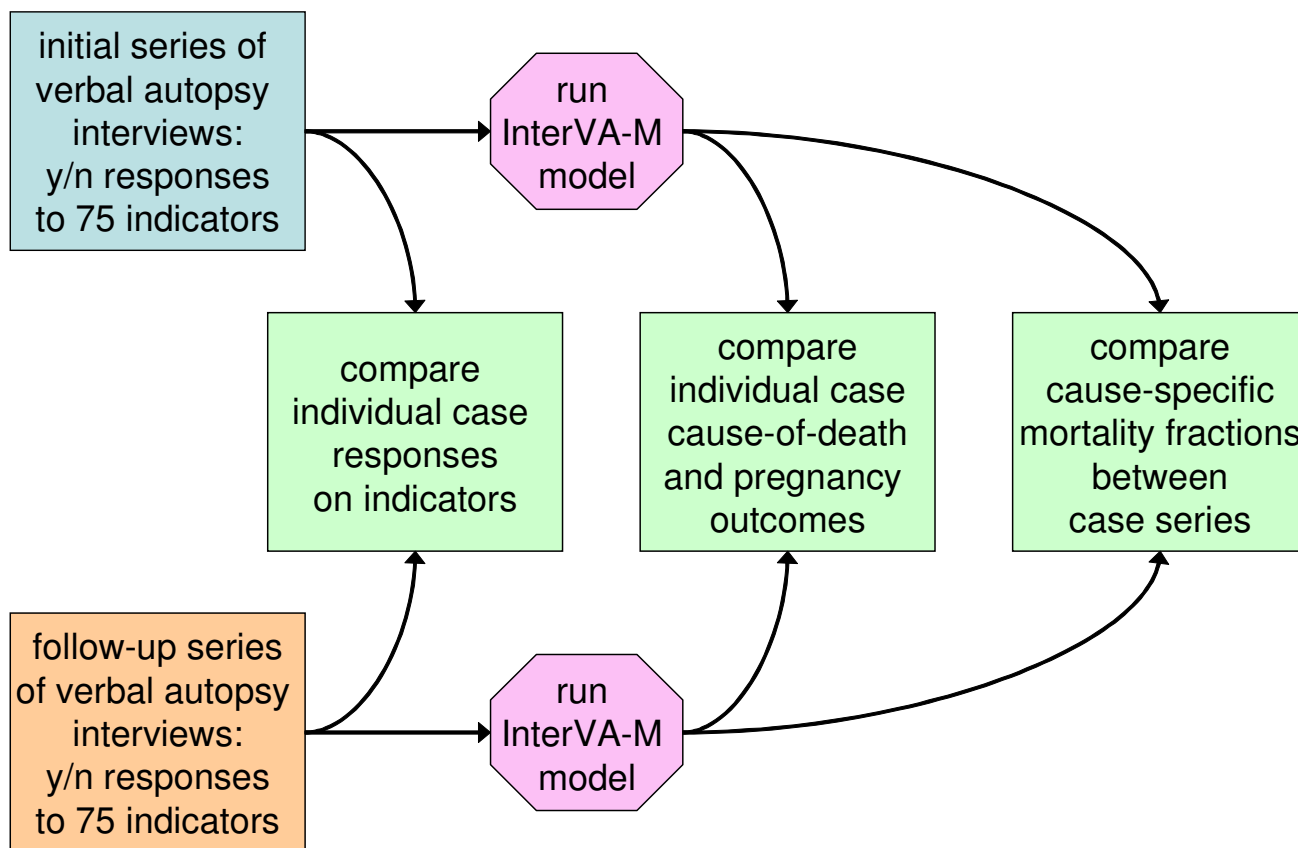 initial series of
verbal autopsy
interviews:
y/n responses
to 75 indicators
run
InterVA-M
model
compare
individual case
responses
on indicators
compare
individual case
cause-of-death
and pregnancy
outcomes
compare
cause-specific
mortality fractions
between
case series
follow-up series
of verbal autopsy
interviews:
y/n responses
to 75 indicators
run
InterVA-M
model